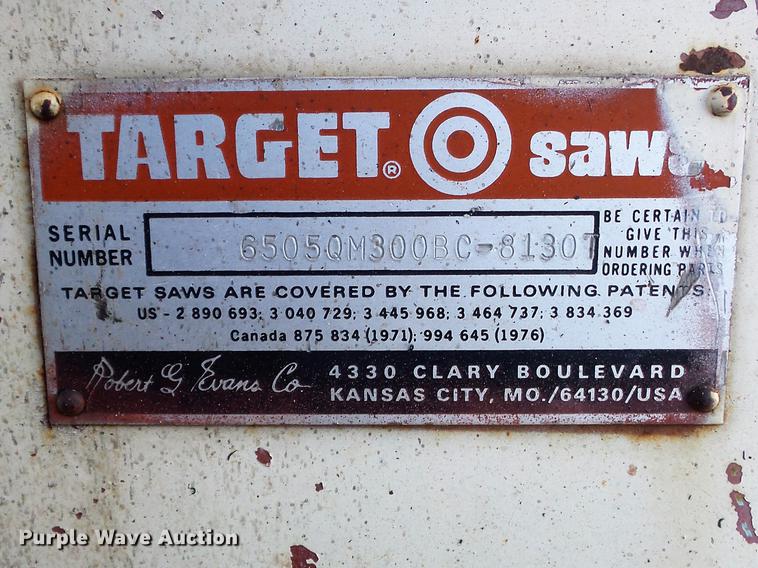 TARGET® saws
SERIAL NUMBER
6505QM300BC-81307
BE CERTAIN TO
GIVE THIS
NUMBER WHEN
ORDERING PARTS
TARGET SAWS ARE COVERED BY THE FOLLOWING PATENTS:
US - 2 890 693; 3 040 729; 3 445 968; 3 464 737; 3 834 369
Canada 875 834 (1971); 994 645 (1976)
Robert G Evans Co
4330 CLARY BOULEVARD
KANSAS CITY, MO./64130/USA
Purple Wave Auction